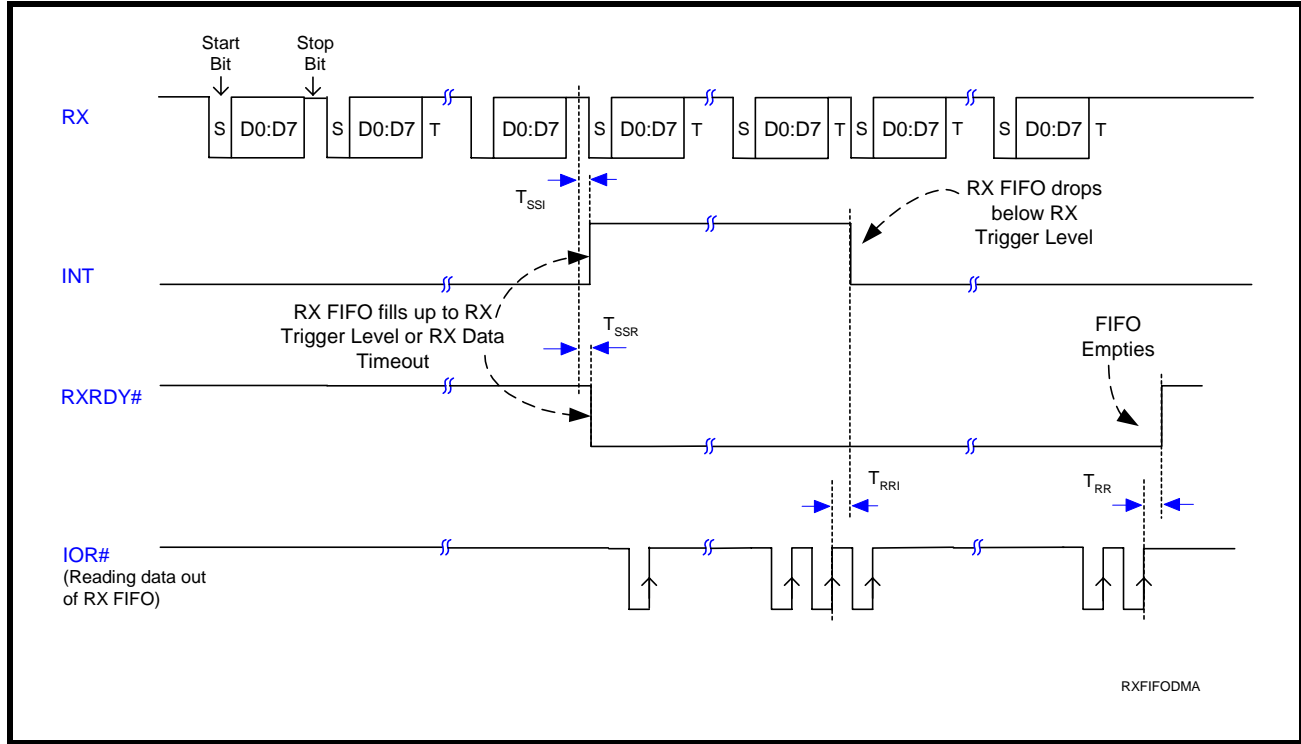 Start
Bit
Stop
Bit
RX
S D0:D7 S D0:D7 T D0:D7 S D0:D7 T S D0:D7 T S D0:D7 T S D0:D7 T
TSSI
RX FIFO drops
below RX
Trigger Level
INT
RX FIFO fills up to RX
Trigger Level or RX Data
Timeout
TSSR
FIFO
Empties
RXRDY#
TRRI
TRR
IOR#
(Reading data out
of RX FIFO)
RXFIFODMA